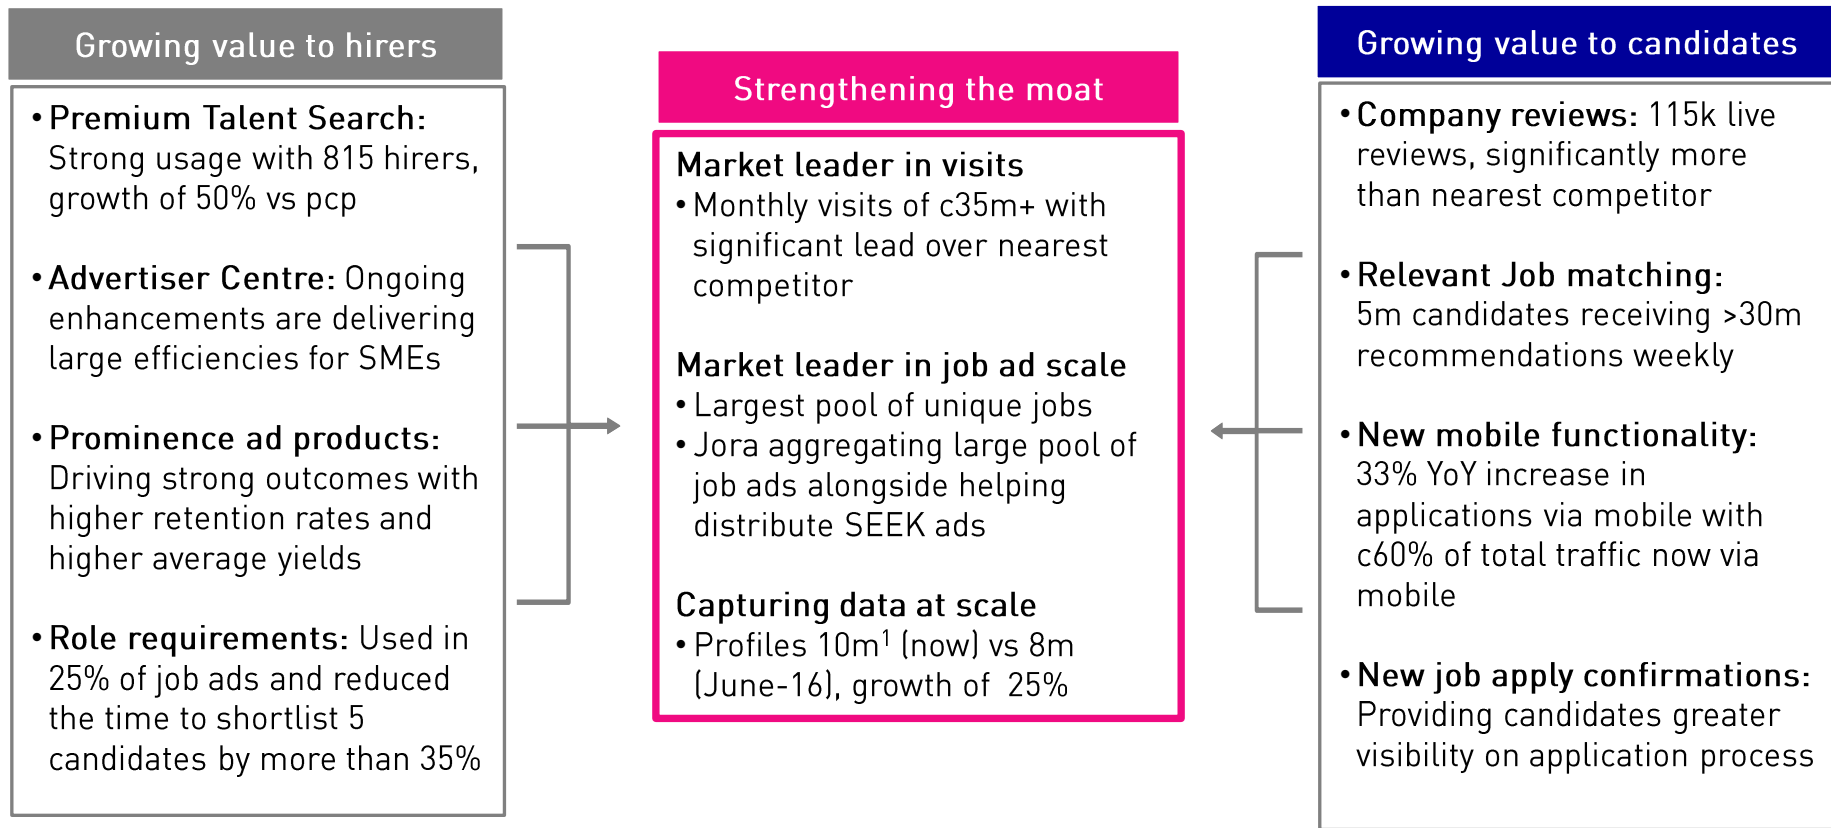 Growing value to hirers
• Premium Talent Search:
Strong usage with 815 hirers,
growth of 50% vs pcp
• Advertiser Centre: Ongoing
enhancements are delivering
large efficiencies for SMEs
• Prominence ad products:
Driving strong outcomes with
higher retention rates and
higher average yields
• Role requirements: Used in
25% of job ads and reduced
the time to shortlist 5
candidates by more than 35%
Strengthening the moat
Market leader in visits
• Monthly visits of c35m+ with
significant lead over nearest
competitor
Market leader in job ad scale
• Largest pool of unique jobs
• Jora aggregating large pool of
job ads alongside helping
distribute SEEK ads
Capturing data at scale
• Profiles 10m¹ (now) vs 8m
(June-16), growth of 25%
Growing value to candidates
• Company reviews: 115k live
reviews, significantly more
than nearest competitor
• Relevant Job matching:
5m candidates receiving >30m
recommendations weekly
• New mobile functionality:
33% YoY increase in
applications via mobile with
c60% of total traffic now via
mobile
• New job apply confirmations:
Providing candidates greater
visibility on application process